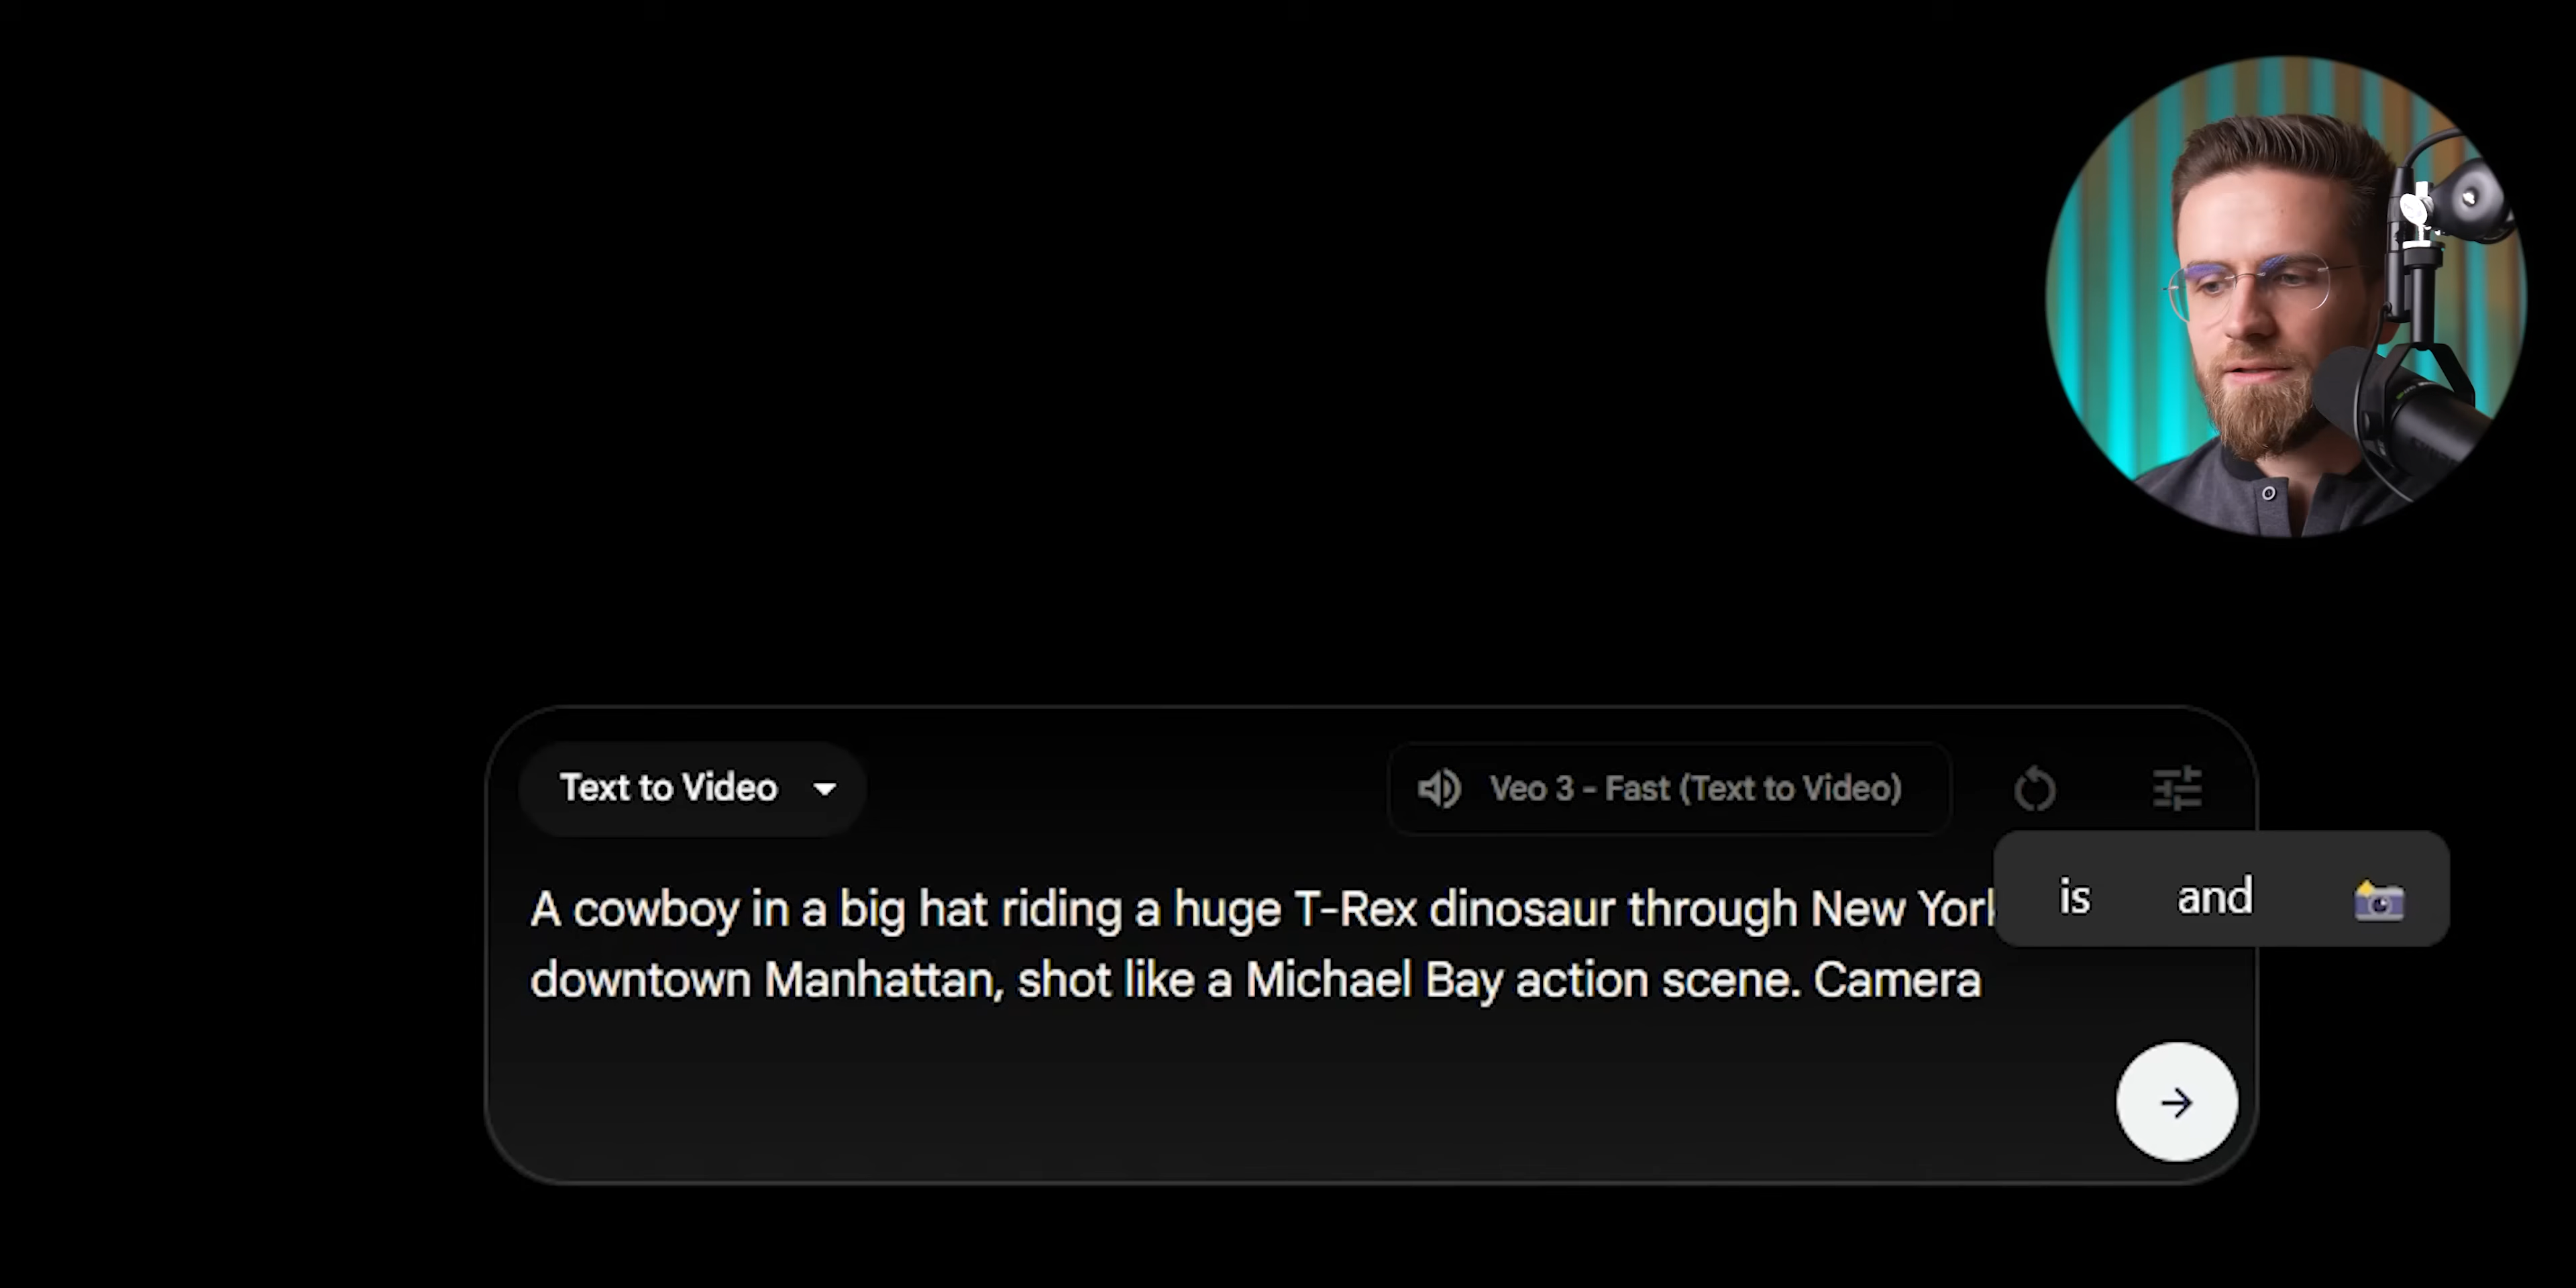 Text to Video
Veo 3 - Fast (Text to Video)
A cowboy in a big hat riding a huge T-Rex dinosaur through New York
is and
downtown Manhattan, shot like a Michael Bay action scene. Camera